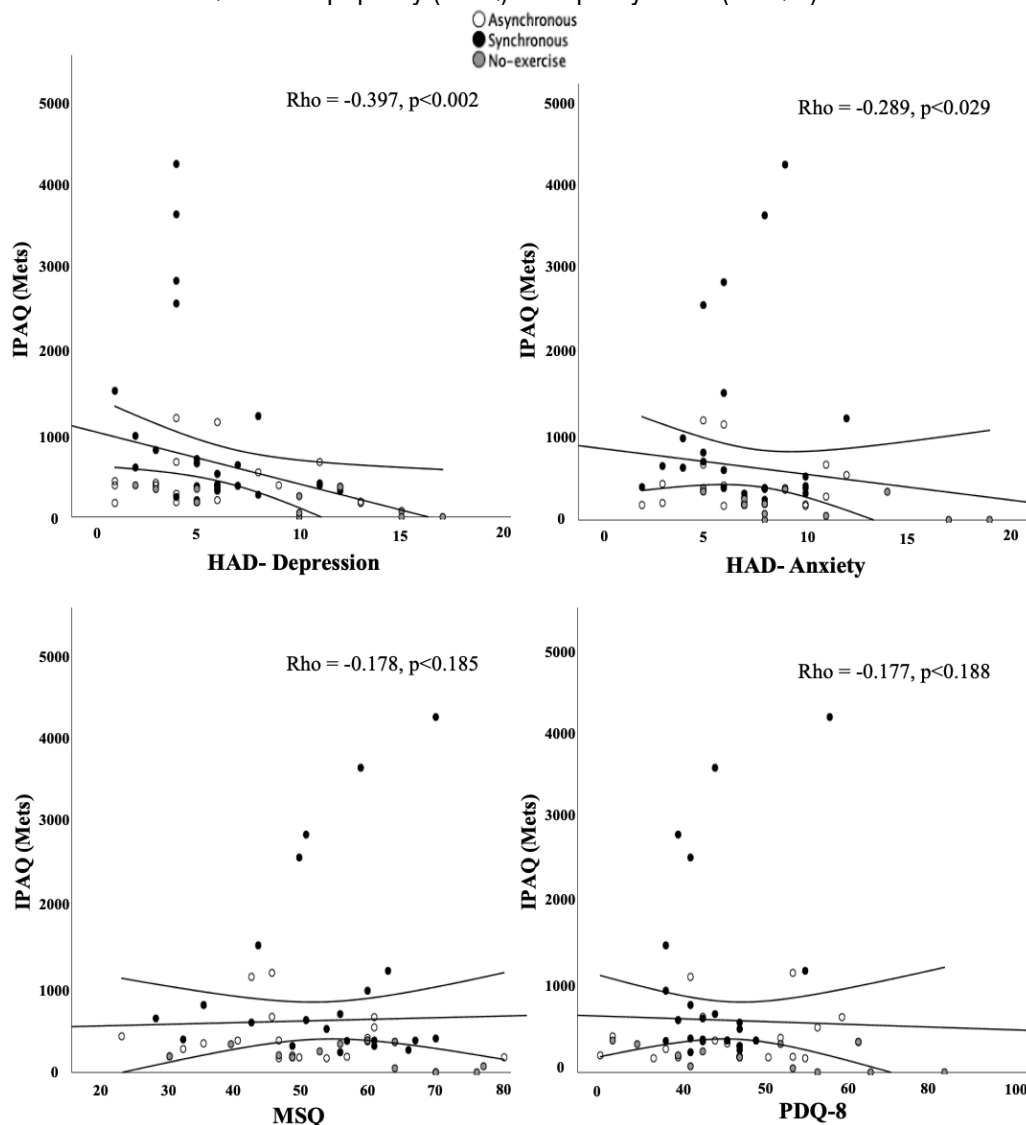 Asynchronous
Synchronous
No-exercise
Rho = -0.397, p<0.002
5000
4000
3000
2000
1000
0
IPAQ (Mets)
0 5 10 15 20
HAD- Depression
Rho = -0.289, p<0.029
5000
4000
3000
2000
1000
0
IPAQ (Mets)
0 5 10 15 20
HAD- Anxiety
Rho = -0.178, p<0.185
5000
4000
3000
2000
1000
0
IPAQ (Mets)
20 30 40 50 60 70 80
MSQ
Rho = -0.177, p<0.188
5000
4000
3000
2000
1000
0
IPAQ (Mets)
0 40 50 60 80 100
PDQ-8